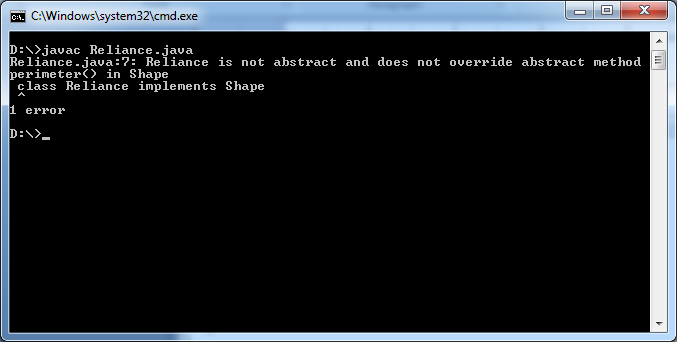 C:\Windows\system32\cmd.exe
D:\>javac Reliance.java
Reliance.java:7: Reliance is not abstract and does not override abstract method
perimeter() in Shape
class Reliance implements Shape
^
1 error
D:\>_